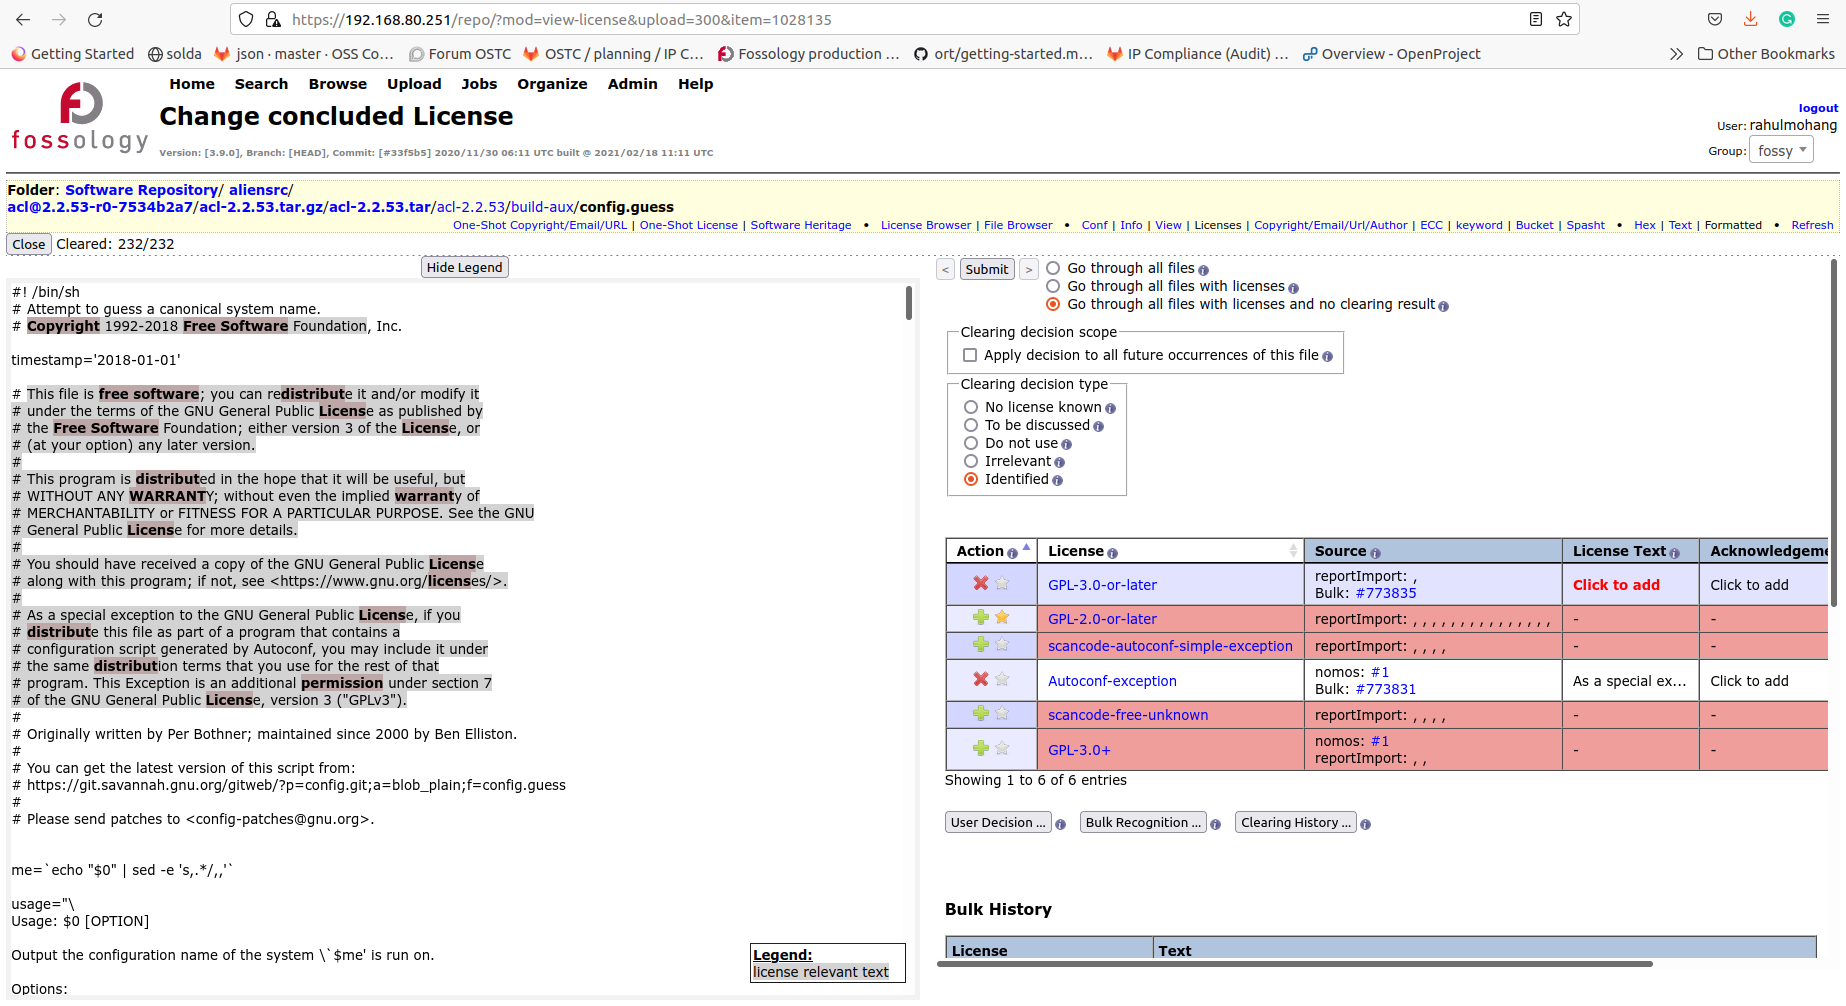 https://192.168.80.251/repo/?mod=view-license&upload=300&item=1028135
Getting Started
solda
json · master · OSS Co…
Forum OSTC
OSTC / planning / IP C…
Fossology production …
ort/getting-started.m…
IP Compliance (Audit) …
Overview - OpenProject
Other Bookmarks
fossology
Home Search Browse Upload Jobs Organize Admin Help
Change concluded License
Version: [3.9.0], Branch: [HEAD], Commit: [#33f5b5] 2020/11/30 06:11 UTC built @ 2021/02/18 11:11 UTC
logout
User: rahulmohang
Group: fossy
Folder: Software Repository/ aliensrc/
acl@2.2.53-r0-7534b2a7/acl-2.2.53.tar.gz/acl-2.2.53.tar/acl-2.2.53/build-aux/config.guess
One-Shot Copyright/Email/URL | One-Shot License | Software Heritage • License Browser | File Browser • Conf | Info | View | Licenses | Copyright/Email/Url/Author | ECC | keyword | Bucket | Spasht • Hex | Text | Formatted • Refresh
Close Cleared: 232/232
Hide Legend
#! /bin/sh
# Attempt to guess a canonical system name.
# Copyright 1992-2018 Free Software Foundation, Inc.
timestamp='2018-01-01'
# This file is free software; you can redistribute it and/or modify it
# under the terms of the GNU General Public License as published by
# the Free Software Foundation; either version 3 of the License, or
# (at your option) any later version.
#
# This program is distributed in the hope that it will be useful, but
# WITHOUT ANY WARRANTY; without even the implied warranty of
# MERCHANTABILITY or FITNESS FOR A PARTICULAR PURPOSE. See the GNU
# General Public License for more details.
#
# You should have received a copy of the GNU General Public License
# along with this program; if not, see <https://www.gnu.org/licenses/>.
#
# As a special exception to the GNU General Public License, if you
# distribute this file as part of a program that contains a
# configuration script generated by Autoconf, you may include it under
# the same distribution terms that you use for the rest of that
# program. This Exception is an additional permission under section 7
# of the GNU General Public License, version 3 ("GPLv3").
#
# Originally written by Per Bothner; maintained since 2000 by Ben Elliston.
#
# You can get the latest version of this script from:
# https://git.savannah.gnu.org/gitweb/?p=config.git;a=blob_plain;f=config.guess
#
# Please send patches to <config-patches@gnu.org>.
me=`echo "$0" | sed -e 's,.*/,,'`
usage="\
Usage: $0 [OPTION]
Output the configuration name of the system \`$me' is run on.
Options:
Legend:
license relevant text
< Submit >
Go through all files
Go through all files with licenses
Go through all files with licenses and no clearing result
Clearing decision scope
Apply decision to all future occurrences of this file
Clearing decision type
No license known
To be discussed
Do not use
Irrelevant
Identified
Action License Source License Text Acknowledgeme
GPL-3.0-or-later reportImport: , Click to add Click to add
Bulk: #773835
GPL-2.0-or-later reportImport: , , , , , , , , , , , , , , , - -
scancode-autoconf-simple-exception reportImport: , , , , - -
Autoconf-exception nomos: #1 As a special ex... Click to add
Bulk: #773831
scancode-free-unknown reportImport: , , , , - -
GPL-3.0+ nomos: #1 - -
reportImport: , ,
Showing 1 to 6 of 6 entries
User Decision ... Bulk Recognition ... Clearing History ...
Bulk History
License Text